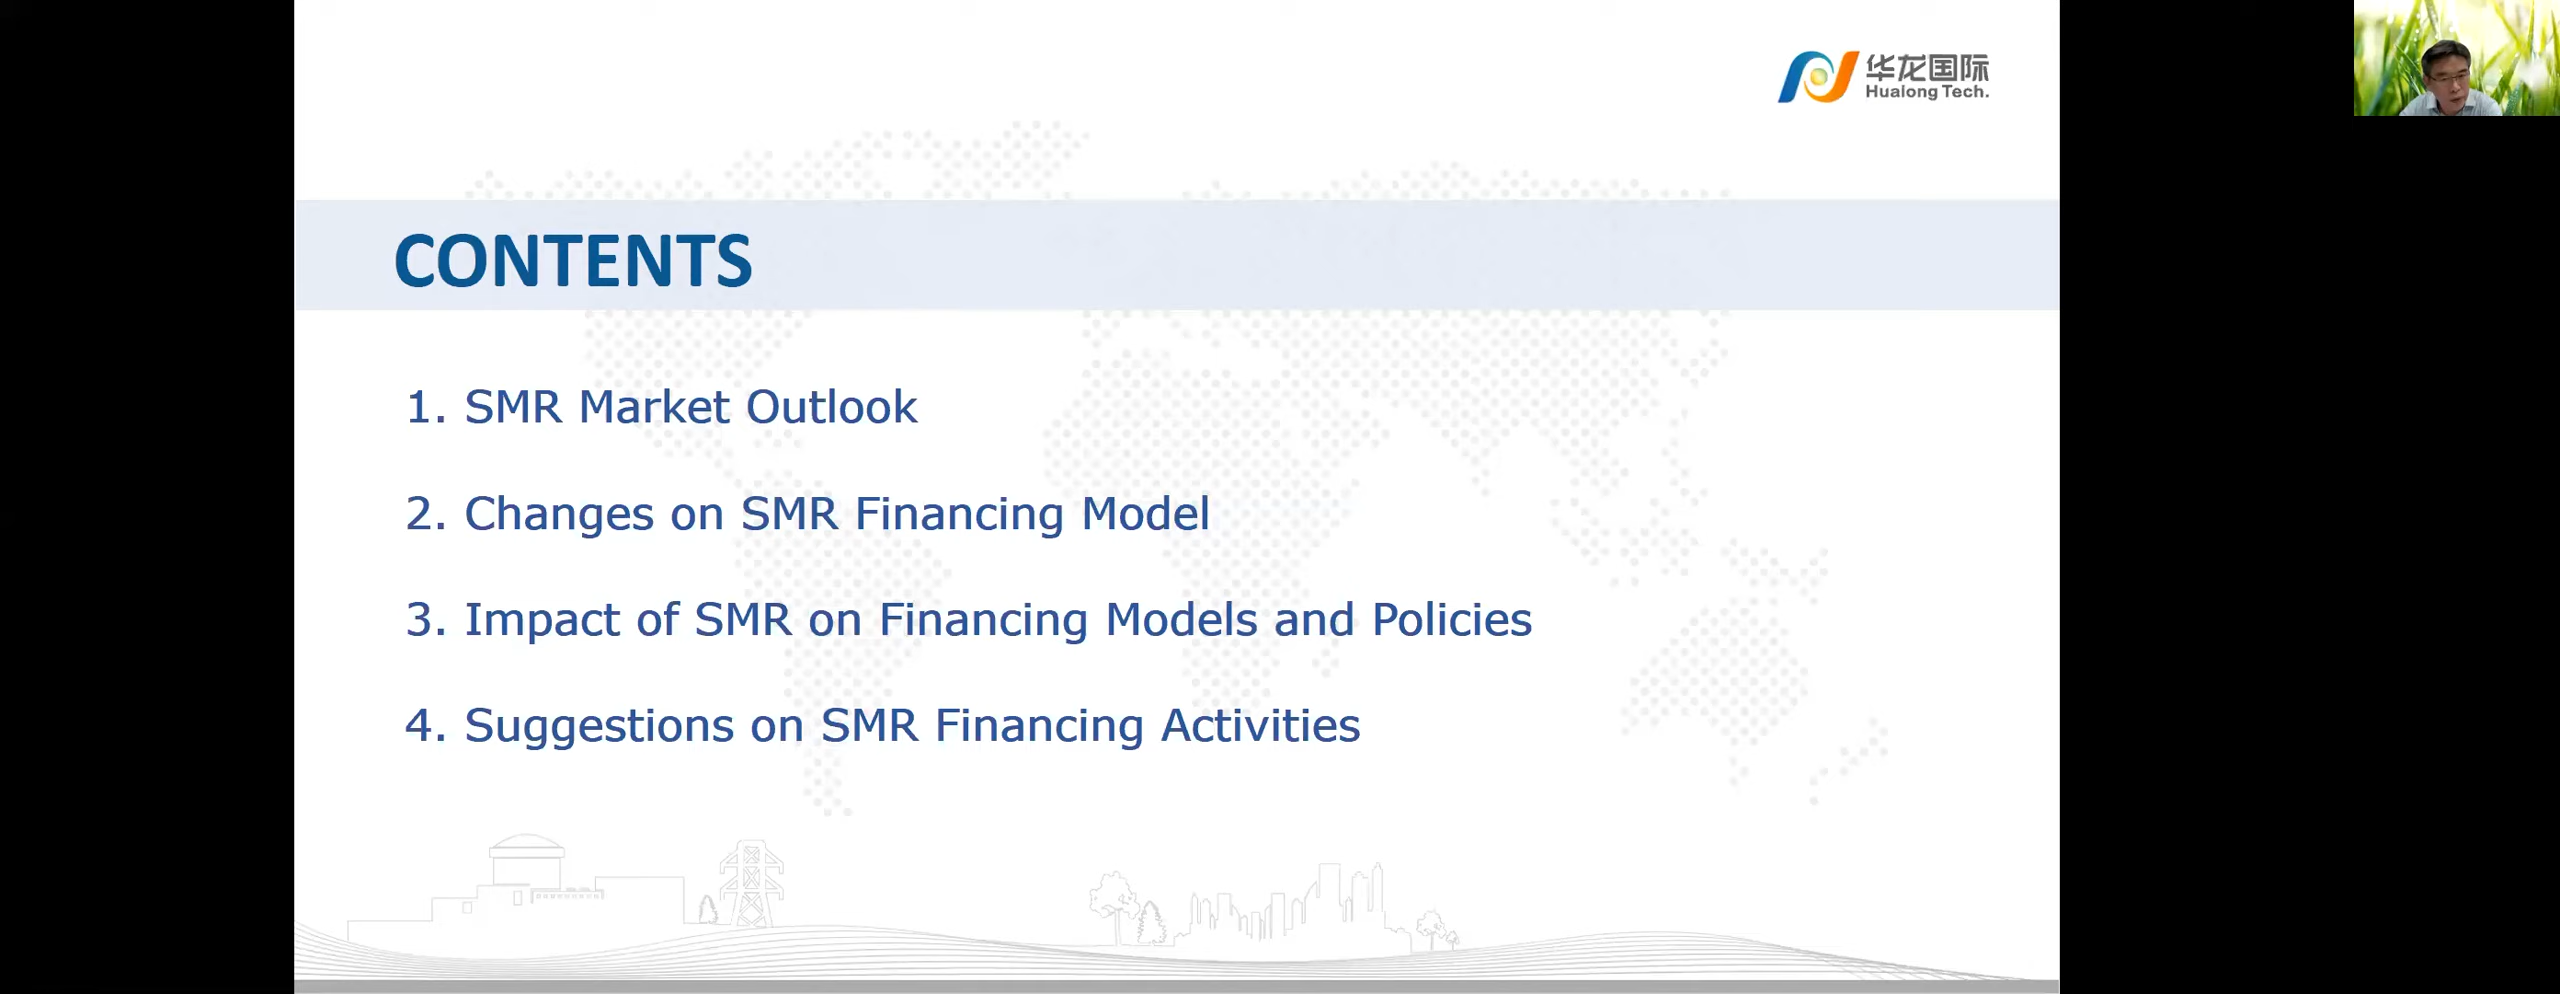 华龙国际
Hualong Tech.
CONTENTS
1. SMR Market Outlook
2. Changes on SMR Financing Model
3. Impact of SMR on Financing Models and Policies
4. Suggestions on SMR Financing Activities